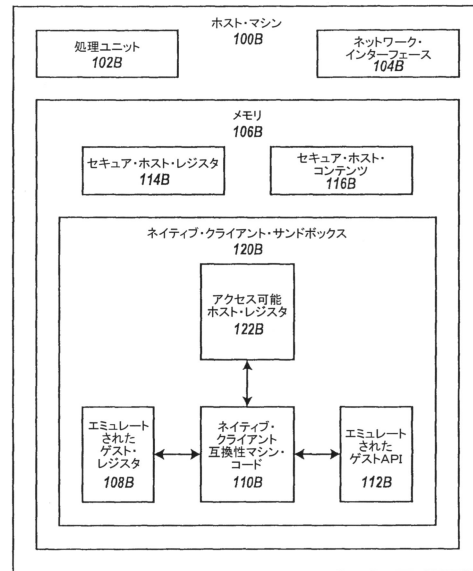 ホスト・マシン
100B
処理ユニット
102B
ネットワーク・
インターフェース
104B
メモリ
106B
セキュア・ホスト・レジスタ
114B
セキュア・ホスト・
コンテンツ
116B
ネイティブ・クライアント・サンドボックス
120B
アクセス可能
ホスト・レジスタ
122B
エミュレート
された
ゲスト・
レジスタ
108B
ネイティブ・
クライアント
互換性マシン・
コード
110B
エミュレート
された
ゲストAPI
112B